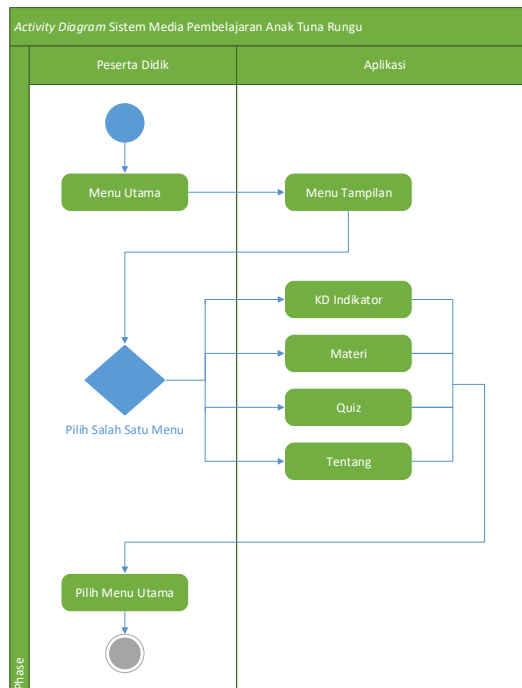 Activity Diagram Sistem Media Pembelajaran Anak Tuna Rungu
Peserta Didik
Aplikasi
Menu Utama
Menu Tampilan
KD Indikator
Materi
Pilih Salah Satu Menu
Quiz
Tentang
Pilih Menu Utama
Phase